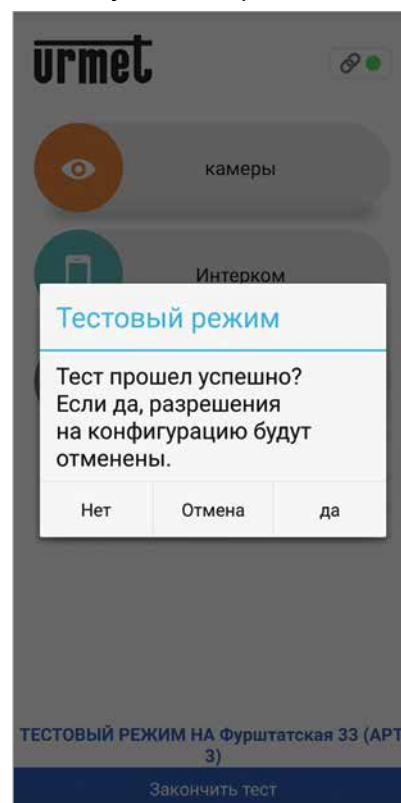 urmet
камеры
Интерком
Тестовый режим
Тест прошел успешно?
Если да, разрешения
на конфигурацию будут
отменены.
Нет Отмена да
ТЕСТОВЫЙ РЕЖИМ НА Фурштатская 33 (АРТ
3)
Закончить тест